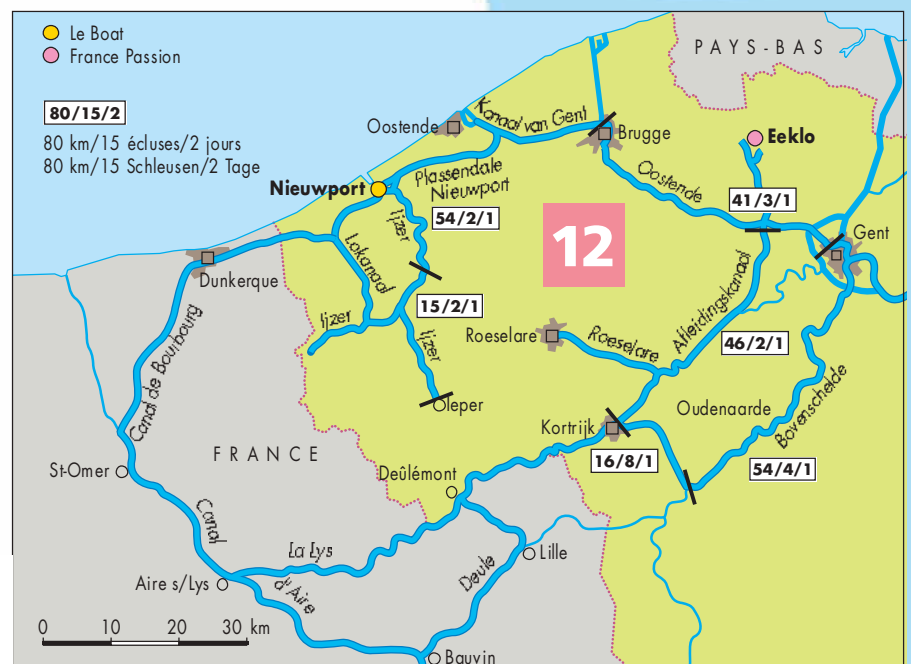 Le Boat
France Passion
80/15/2
80 km/15 écluses/2 jours
80 km/15 Schleusen/2 Tage
PAYS-BAS
Oostende
Kanaal van Gent
Brugge
Eeklo
Nieuwport
Plassendale
Nieuwport
Oostende
41/3/1
Ijzer
54/2/1
12
Gent
Lokanaal
Dunkerque
15/2/1
Ijzer
Ijzer
Roeselare
Roeselare
Afleidingskanaal
46/2/1
Canal de Bourbourg
Ieper
Oudenaarde
Bovenschelde
Kortrijk
FRANCE
16/8/1
54/4/1
St-Omer
Deûlémont
Canal
d'Aire
La Lys
Deule
Lille
Aire s/Lys
0 10 20 30 km
Bauvin